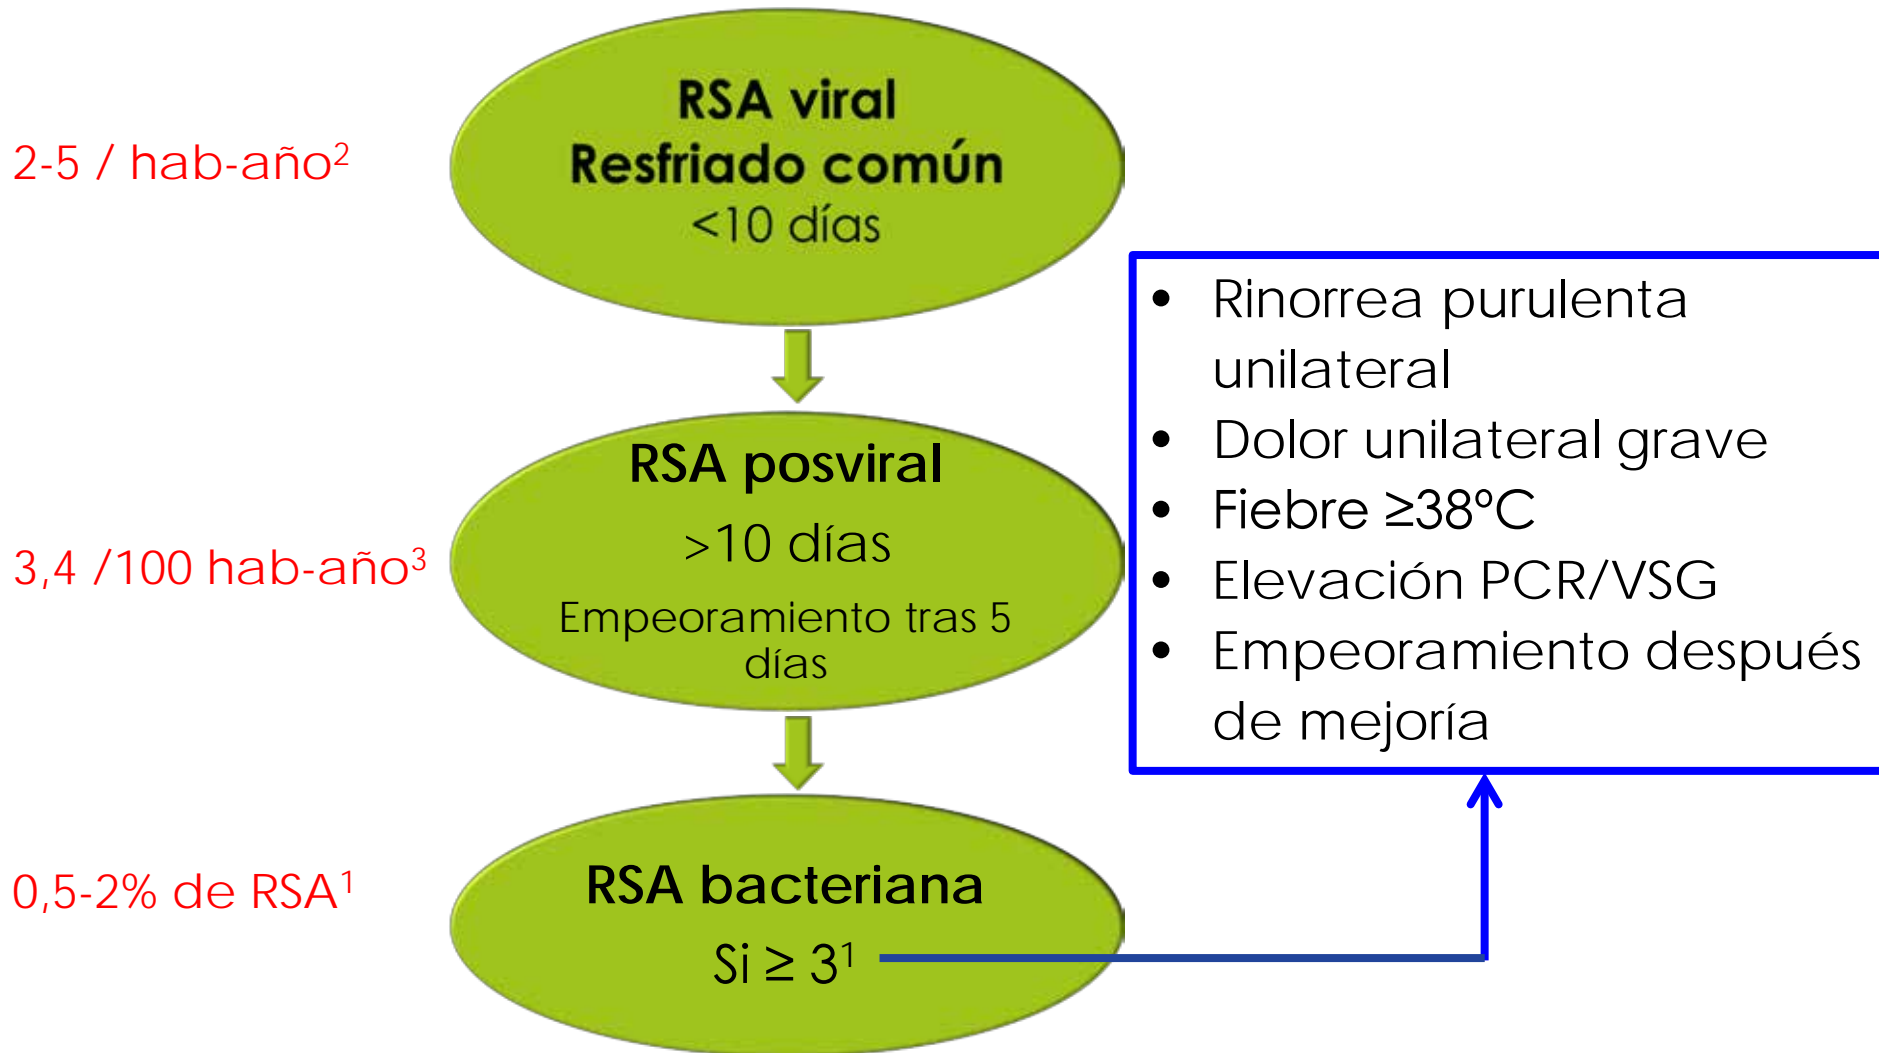 RSA viral
Resfriado común
<10 días
2-5 / hab-año²
RSA posviral
>10 días
Empeoramiento tras 5
días
3,4 /100 hab-año³
RSA bacteriana
Si ≥ 3¹
0,5-2% de RSA¹
• Rinorrea purulenta
unilateral
• Dolor unilateral grave
• Fiebre ≥38ºC
• Elevación PCR/VSG
• Empeoramiento después
de mejoría